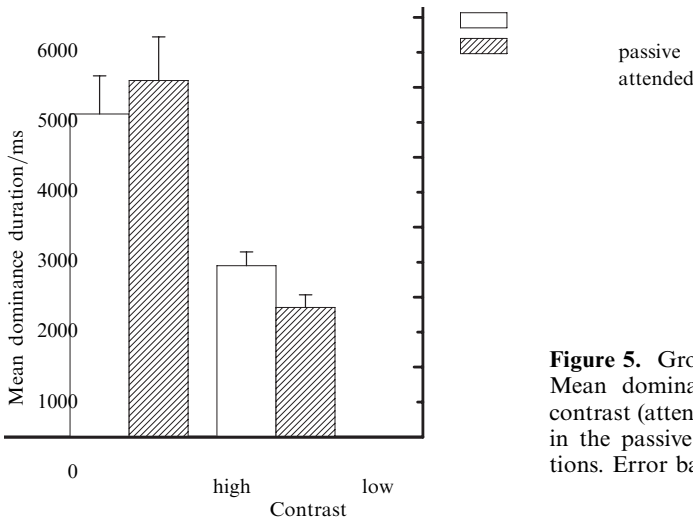 6000
5000
4000
3000
2000
1000
0
Mean dominance duration/ms
high low
Contrast
passive
attended
Figure 5. Gro
Mean domina
contrast (atten
in the passive
tions. Error ba